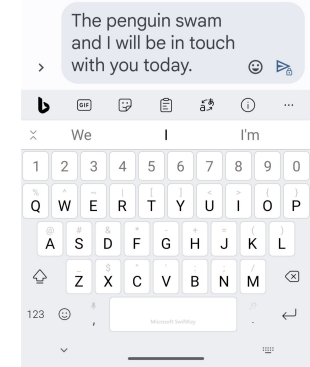 The penguin swam
and I will be in touch
with you today.
GIF
We I I'm
1 2 3 4 5 6 7 8 9 0
Q W E R T Y U I O P
A S D F G H J K L
Z X C V B N M
123 , Microsoft SwiftKey .